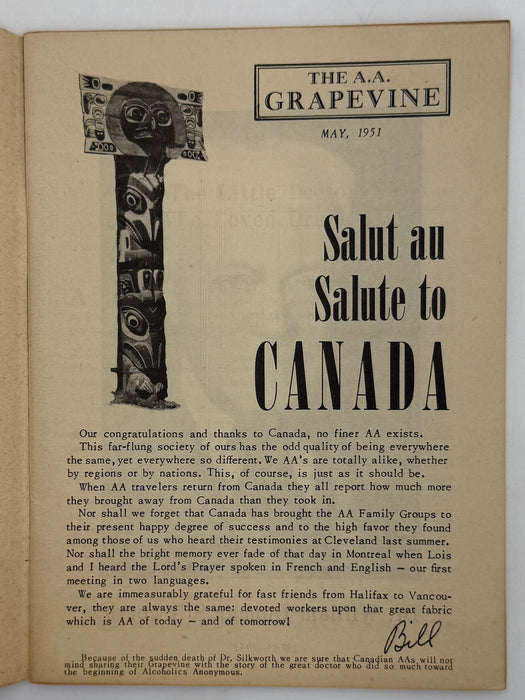 THE A.A.
GRAPEVINE
MAY, 1951
Salut au
Salute to
CANADA
Our congratulations and thanks to Canada, no finer AA exists.
This far-flung society of ours has the odd quality of being everywhere
the same, yet everywhere so different. We AA's are totally alike, whether
by regions or by nations. This, of course, is just as it should be.
When AA travelers return from Canada they all report how much more
they brought away from Canada than they took in.
Nor shall we forget that Canada has brought the AA Family Groups to
their present happy degree of success and to the high favor they found
among those of us who heard their testimonies at Cleveland last summer.
Nor shall the bright memory ever fade of that day in Montreal when Lois
and I heard the Lord's Prayer spoken in French and English — our first
meeting in two languages.
We are immeasurably grateful for fast friends from Halifax to Vancou-
ver, they are always the same: devoted workers upon that great fabric
which is AA of today — and of tomorrow!
Bill
Because of the sudden death of Dr. Silkworth we are sure that Canadian AAs will not
mind sharing their Grapevine with the story of the great doctor who did so much toward
the beginning of Alcoholics Anonymous.